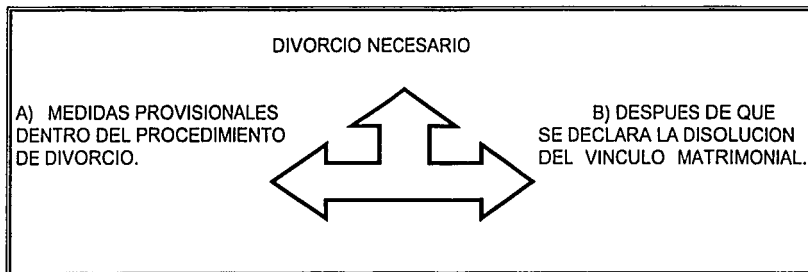 DIVORCIO NECESARIO
A) MEDIDAS PROVISIONALES
DENTRO DEL PROCEDIMIENTO
DE DIVORCIO.
B) DESPUES DE QUE
SE DECLARA LA DISOLUCION
DEL VINCULO MATRIMONIAL.